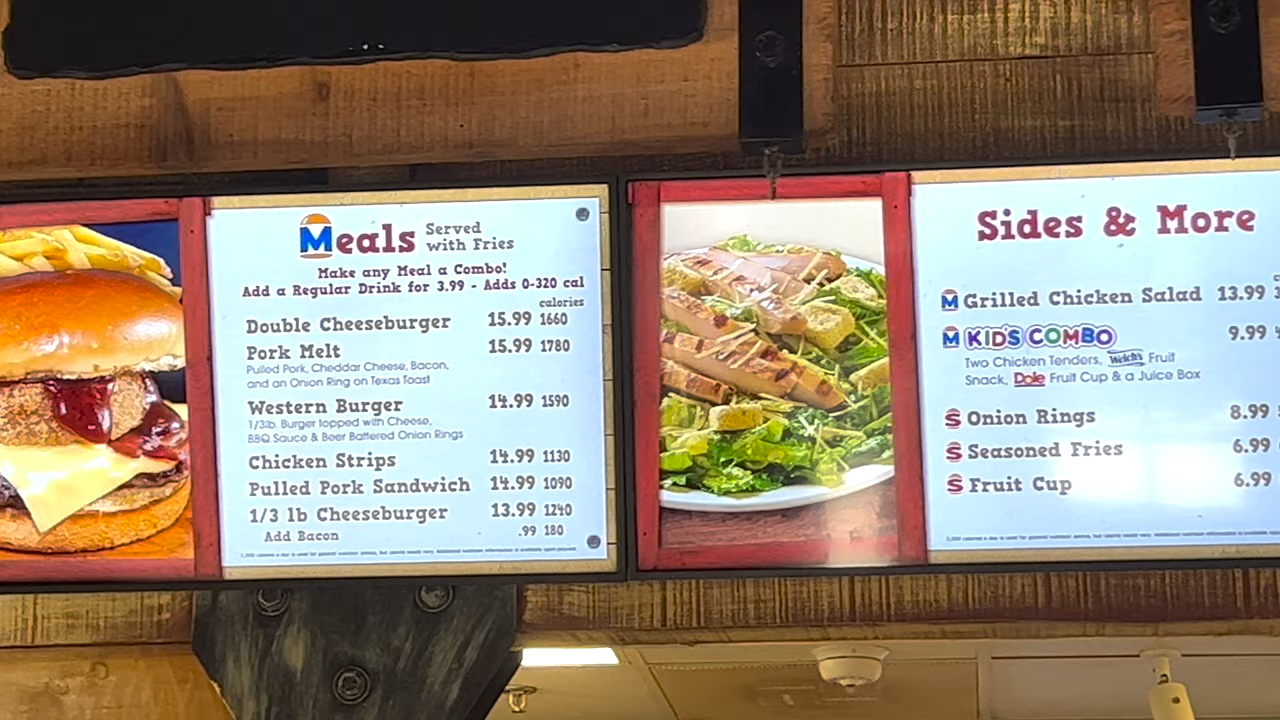 Meals Served with Fries
Make any Meal a Combo!
Add a Regular Drink for 3.99 - Adds 0-320 cal
calories
Double Cheeseburger 15.99 1660
Pork Melt 15.99 1780
Pulled Pork, Cheddar Cheese, Bacon,
and an Onion Ring on Texas Toast
Western Burger 14.99 1590
1/3lb. Burger topped with Cheese,
BBQ Sauce & Beer Battered Onion Rings
Chicken Strips 14.99 1130
Pulled Pork Sandwich 14.99 1090
1/3 lb Cheeseburger 13.99 1240
Add Bacon .99 180
Sides & More
M Grilled Chicken Salad 13.99
M KID'S COMBO 9.99
Two Chicken Tenders, Welch's Fruit
Snack, Dole Fruit Cup & a Juice Box
S Onion Rings 8.99
S Seasoned Fries 6.99
S Fruit Cup 6.99